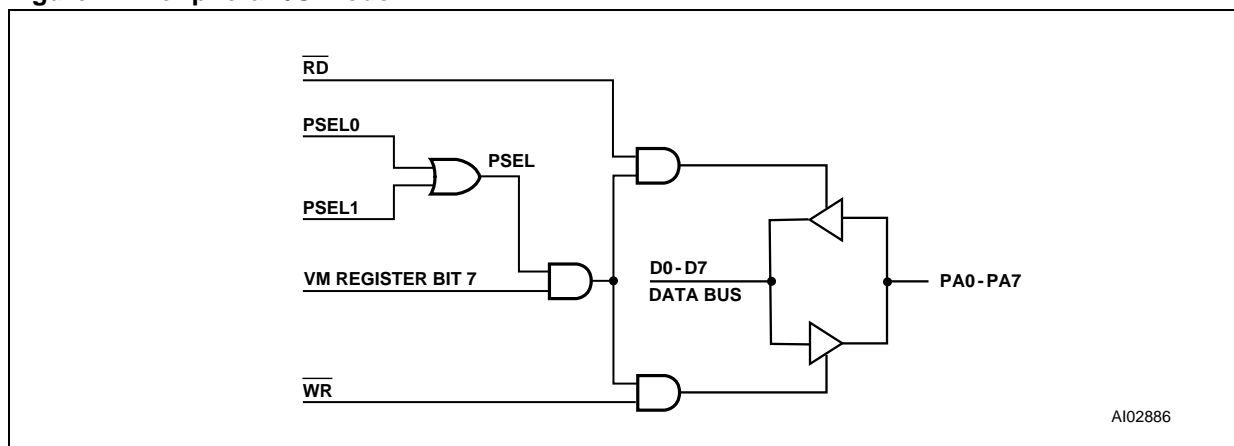 RD
PSEL0
PSEL
PSEL1
VM REGISTER BIT 7
D0-D7
DATA BUS
PA0-PA7
WR
AI02886